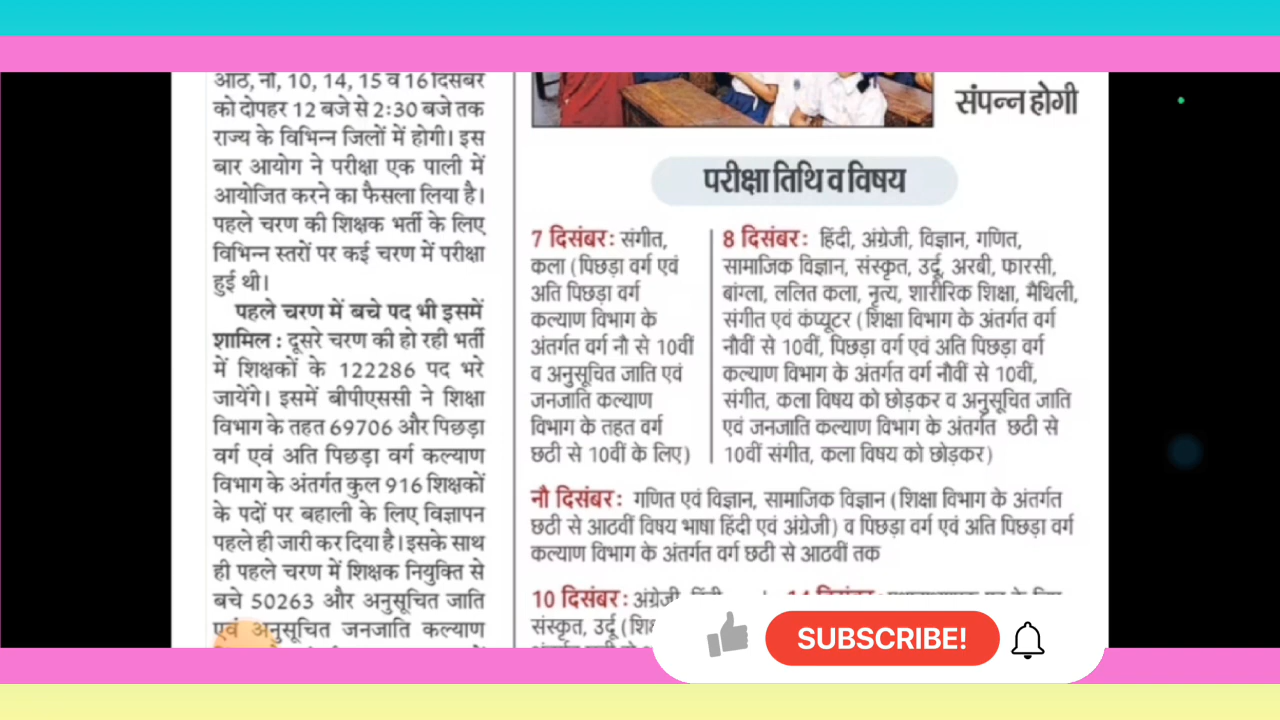 आठ, नौ, 10, 14, 15 व 16 दिसंबर
को दोपहर 12 बजे से 2:30 बजे तक
राज्य के विभिन्न जिलों में होगी। इस
बार आयोग ने परीक्षा एक पाली में
आयोजित करने का फैसला लिया है।
पहले चरण की शिक्षक भर्ती के लिए
विभिन्न स्तरों पर कई चरण में परीक्षा
हुई थी।
पहले चरण में बचे पद भी इसमें
शामिल : दूसरे चरण की हो रही भर्ती
में शिक्षकों के 122286 पद भरे
जायेंगे। इसमें बीपीएससी ने शिक्षा
विभाग के तहत 69706 और पिछड़ा
वर्ग एवं अति पिछड़ा वर्ग कल्याण
विभाग के अंतर्गत कुल 916 शिक्षकों
के पदों पर बहाली के लिए विज्ञापन
पहले ही जारी कर दिया है। इसके साथ
ही पहले चरण में शिक्षक नियुक्ति से
बचे 50263 और अनुसूचित जाति
एवं अनुसूचित जनजाति कल्याण
संपन्न होगी
परीक्षा तिथि व विषय
7 दिसंबर: संगीत,
कला (पिछड़ा वर्ग एवं
अति पिछड़ा वर्ग
कल्याण विभाग के
अंतर्गत वर्ग नौ से 10वीं
व अनुसूचित जाति एवं
जनजाति कल्याण
विभाग के तहत वर्ग
छठी से 10वीं के लिए)
8 दिसंबर: हिंदी, अंग्रेजी, विज्ञान, गणित,
सामाजिक विज्ञान, संस्कृत, उर्दू, अरबी, फारसी,
बांग्ला, ललित कला, नृत्य, शारीरिक शिक्षा, मैथिली,
संगीत एवं कंप्यूटर (शिक्षा विभाग के अंतर्गत वर्ग
नौवीं से 10वीं, पिछड़ा वर्ग एवं अति पिछड़ा वर्ग
कल्याण विभाग के अंतर्गत वर्ग नौवीं से 10वीं,
संगीत, कला विषय को छोड़कर व अनुसूचित जाति
एवं जनजाति कल्याण विभाग के अंतर्गत छठी से
10वीं संगीत, कला विषय को छोड़कर)
नौ दिसंबर: गणित एवं विज्ञान, सामाजिक विज्ञान (शिक्षा विभाग के अंतर्गत
छठी से आठवीं विषय भाषा हिंदी एवं अंग्रेजी) व पिछड़ा वर्ग एवं अति पिछड़ा वर्ग
कल्याण विभाग के अंतर्गत वर्ग छठी से आठवीं तक
10 दिसंबर: अंग्रेजी,
संस्कृत, उर्दू
SUBSCRIBE!